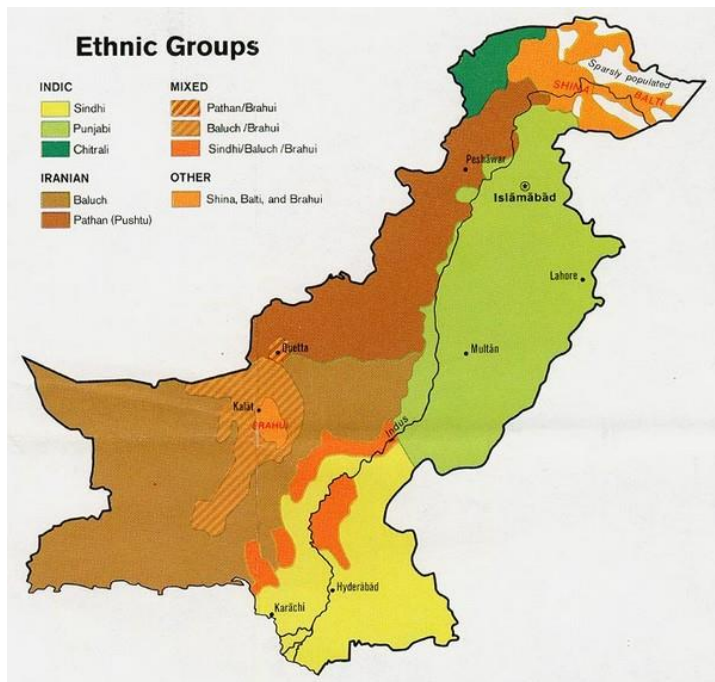 Ethnic Groups
INDIC
Sindhi
Punjabi
Chitrali
IRANIAN
Baluch
Pathan (Pushtu)
MIXED
Pathan/Brahui
Baluch/Brahui
Sindhi/Baluch/Brahui
OTHER
Shina, Balti, and Brahui
Sparsly populated
SHINA
BALTI
Peshāwar
Islāmābād
Lahore
Quetta
Multān
Kalāt
BRAHUI
Indus
Hyderābād
Karāchi